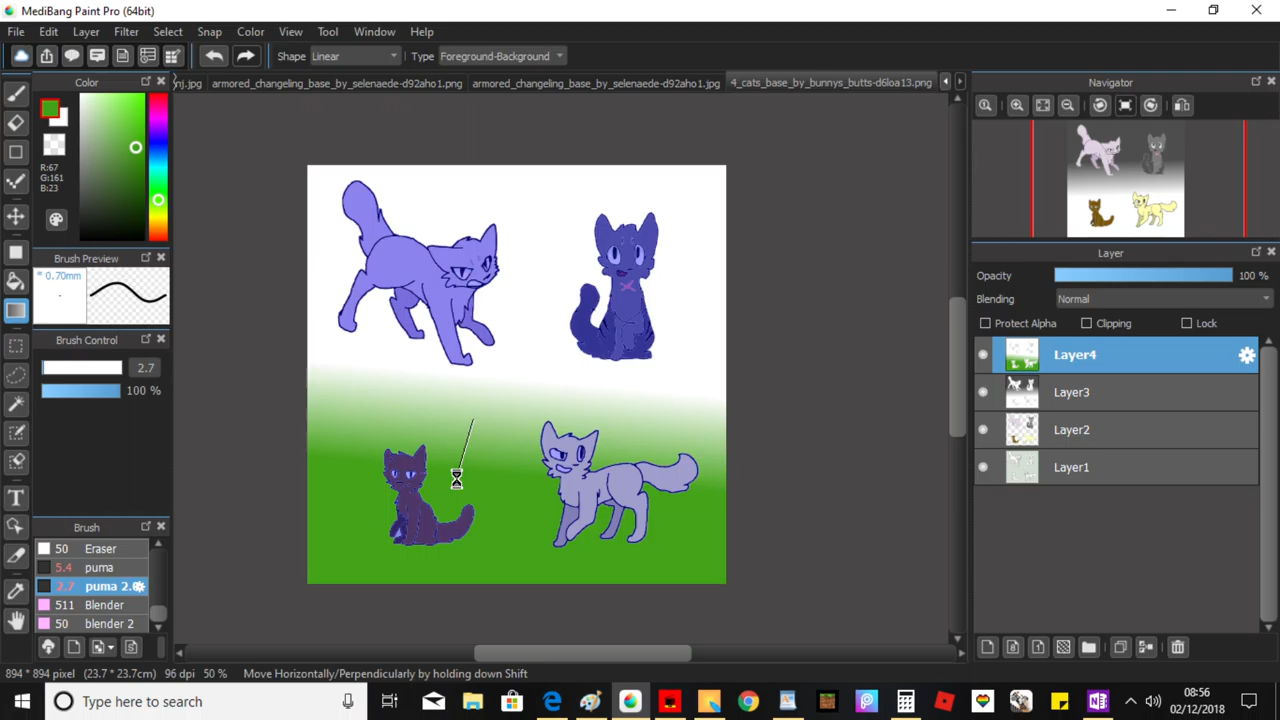 MediBang Paint Pro (64bit)
File Edit Layer Filter Select Snap Color View Tool Window Help
Shape Linear Type Foreground-Background
nj.jpg armored_changeling_base_by_selenaede-d92aho1.png armored_changeling_base_by_selenaede-d92aho1.jpg 4_cats_base_by_bunnys_butts-d6loa13.png
Color
R:67
G:161
B:23
Brush Preview
* 0.70mm
Brush Control
2.7
100 %
Brush
50 Eraser
5.4 puma
2.7 puma 2.0
511 Blender
50 blender 2
Navigator
Layer
Opacity 100 %
Blending Normal
Protect Alpha Clipping Lock
Layer4
Layer3
Layer2
Layer1
894 * 894 pixel (23.7 * 23.7cm) 96 dpi 50 % Move Horizontally/Perpendicularly by holding down Shift
Type here to search
08:56
02/12/2018